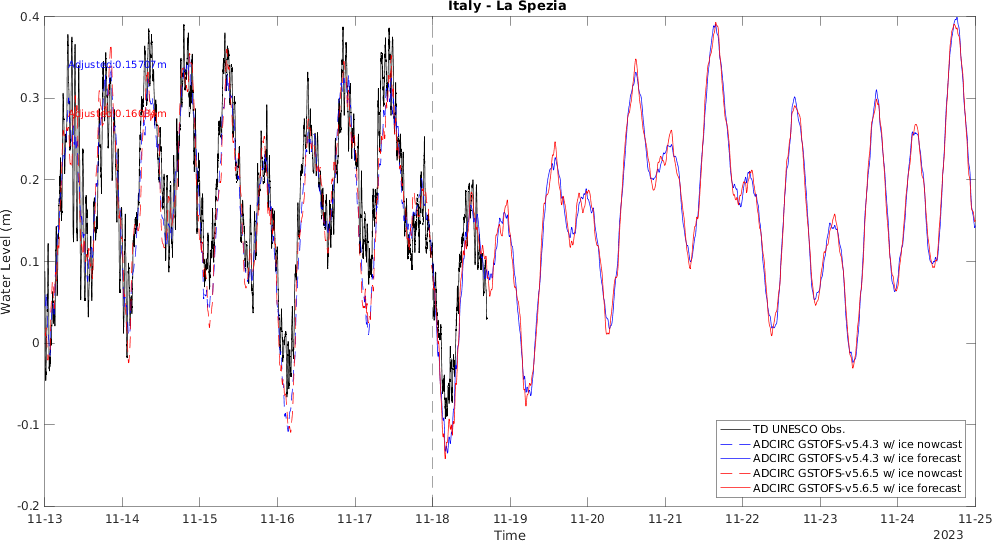 Italy - La Spezia
0.4
0.3
0.2
0.1
0
-0.1
-0.2
Water Level (m)
Adjusted:0.15707m
TD UNESCO Obs.
ADCIRC GSTOFS-v5.4.3 w/ ice nowcast
ADCIRC GSTOFS-v5.4.3 w/ ice forecast
ADCIRC GSTOFS-v5.6.5 w/ ice nowcast
ADCIRC GSTOFS-v5.6.5 w/ ice forecast
11-13 11-14 11-15 11-16 11-17 11-18 11-19 11-20 11-21 11-22 11-23 11-24 11-25
Time
2023